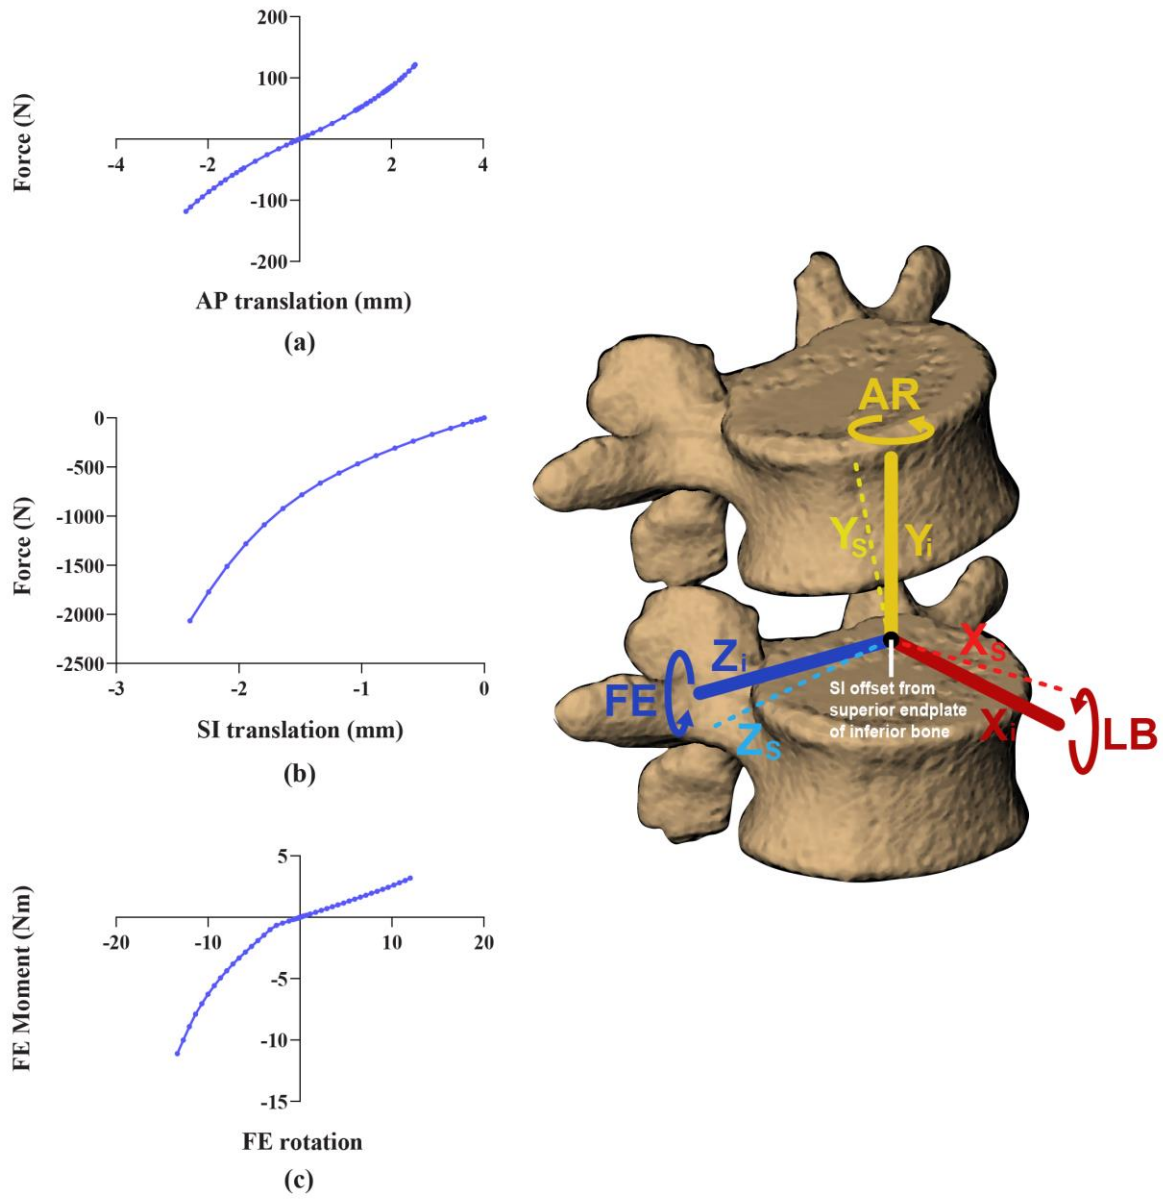 200
100
-4
-2
2
4
-100
-200
Force (N)
AP translation (mm)
(a)
0
-500
-1000
-1500
-2000
-2500
-3
-2
-1
0
Force (N)
SI translation (mm)
(b)
5
-20
-10
10
20
-5
-10
-15
FE Moment (Nm)
FE rotation
(c)
AR
Ys
Yi
Xs
Zi
FE
Zs
SI offset from
superior endplate
of inferior bone
Xi
LB